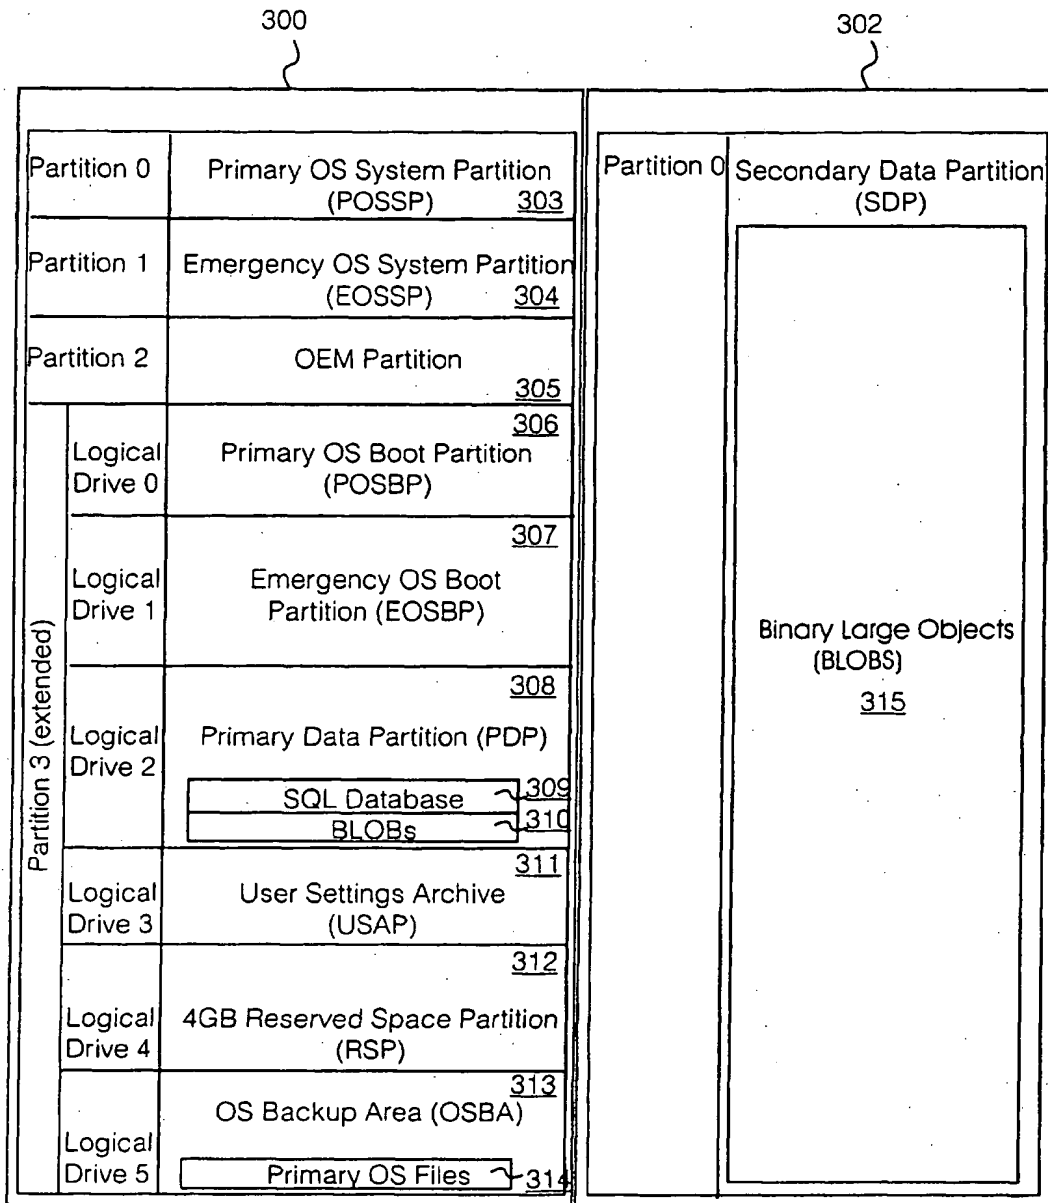 300
302
Partition 0
Primary OS System Partition
(POSSP)
303
Partition 1
Emergency OS System Partition
(EOSSP)
304
Partition 2
OEM Partition
305
Partition 3 (extended)
Logical
Drive 0
306
Primary OS Boot Partition
(POSBP)
Logical
Drive 1
307
Emergency OS Boot
Partition (EOSBP)
Logical
Drive 2
308
Primary Data Partition (PDP)
SQL Database
309
BLOBs
310
Logical
Drive 3
311
User Settings Archive
(USAP)
Logical
Drive 4
312
4GB Reserved Space Partition
(RSP)
Logical
Drive 5
313
OS Backup Area (OSBA)
Primary OS Files
314
Partition 0
Secondary Data Partition
(SDP)
Binary Large Objects
(BLOBS)
315